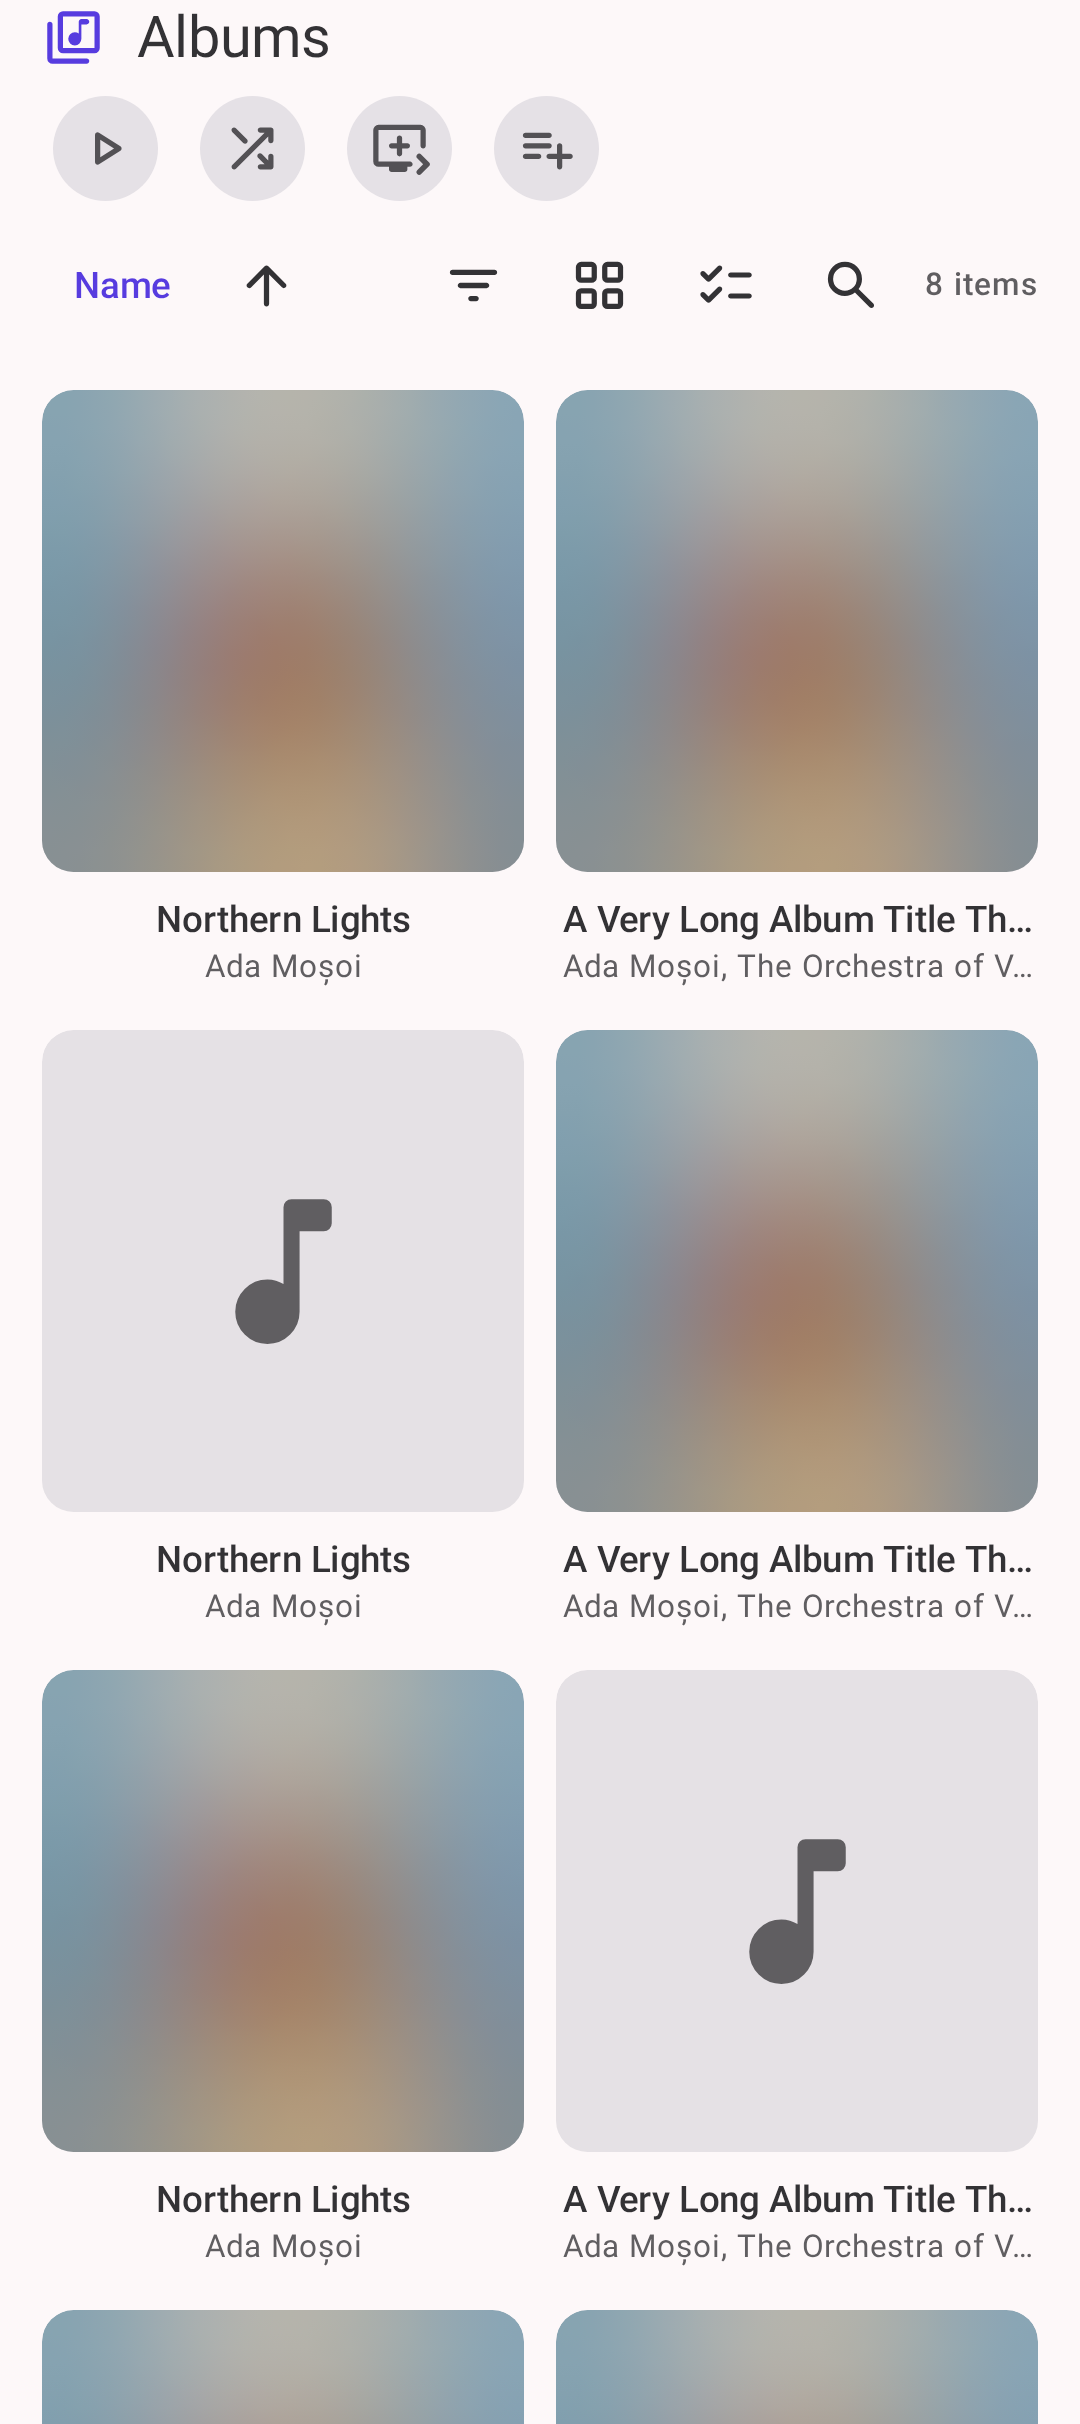 Albums
Name
8 items
Northern Lights
Ada Moșoi
A Very Long Album Title Th…
Ada Moșoi, The Orchestra of V…
Northern Lights
Ada Moșoi
A Very Long Album Title Th…
Ada Moșoi, The Orchestra of V…
Northern Lights
Ada Moșoi
A Very Long Album Title Th…
Ada Moșoi, The Orchestra of V…